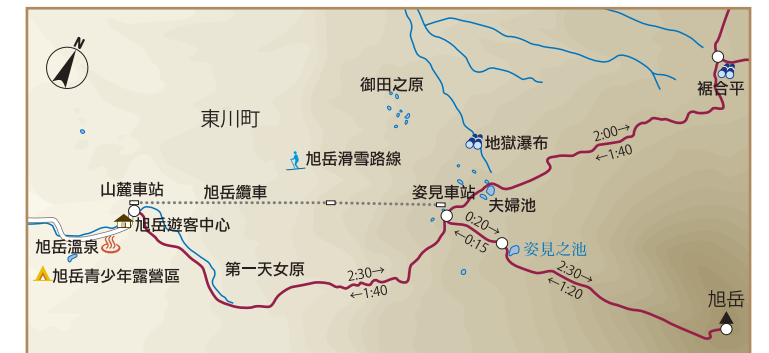 N
御田之原
裾合平
東川町
地獄瀑布
2:00→
←1:40
旭岳滑雪路線
山麓車站
旭岳纜車
姿見車站
夫婦池
旭岳遊客中心
0:20→
←0:15
旭岳溫泉
姿見之池
旭岳青少年露營區
第一天女原
2:30→
←1:40
2:30→
←1:20
旭岳